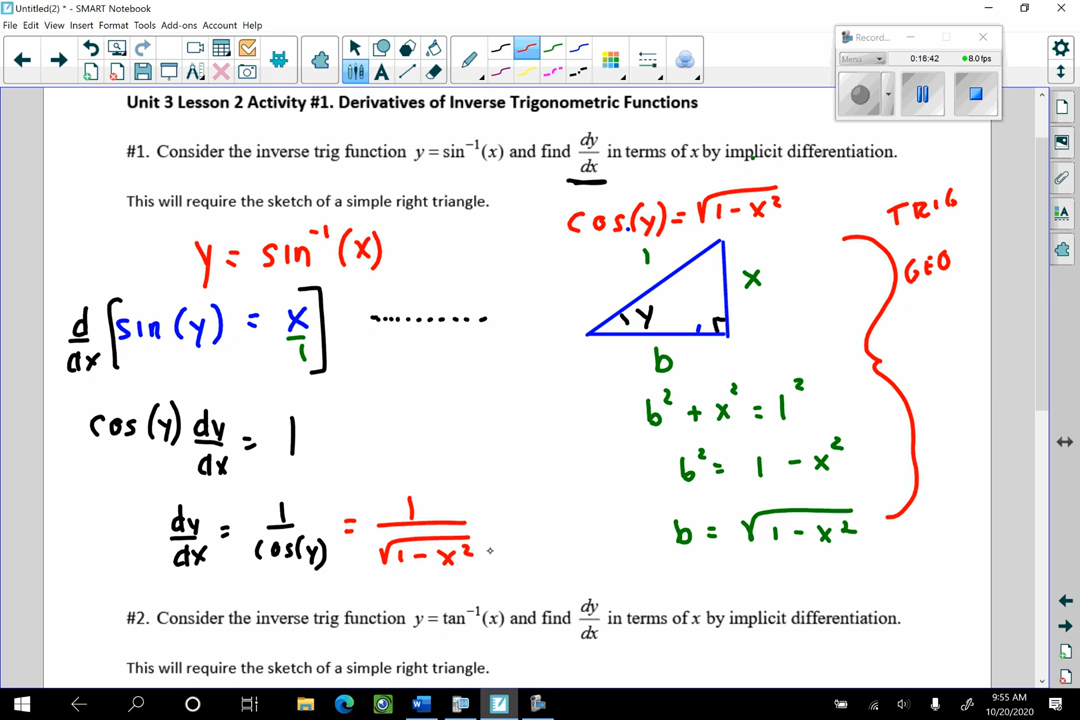 Untitled(2) * - SMART Notebook
File Edit View Insert Format Tools Add-ons Account Help
Record...
Menu
0:16:42
8.0 fps
Unit 3 Lesson 2 Activity #1. Derivatives of Inverse Trigonometric Functions
#1. Consider the inverse trig function y = sin⁻¹(x) and find dy/dx in terms of x by implicit differentiation.
This will require the sketch of a simple right triangle.
cos(y) = √(1 - x²)
TRIG
GEO
y = sin⁻¹(x)
1
x
y
b
d/dx [sin(y) = x/1] ............
b² + x² = 1²
cos(y) dy/dx = 1
b² = 1 - x²
b = √(1 - x²)
dy/dx = 1/cos(y) = 1/√(1 - x²)
#2. Consider the inverse trig function y = tan⁻¹(x) and find dy/dx in terms of x by implicit differentiation.
This will require the sketch of a simple right triangle.
9:55 AM
10/20/2020